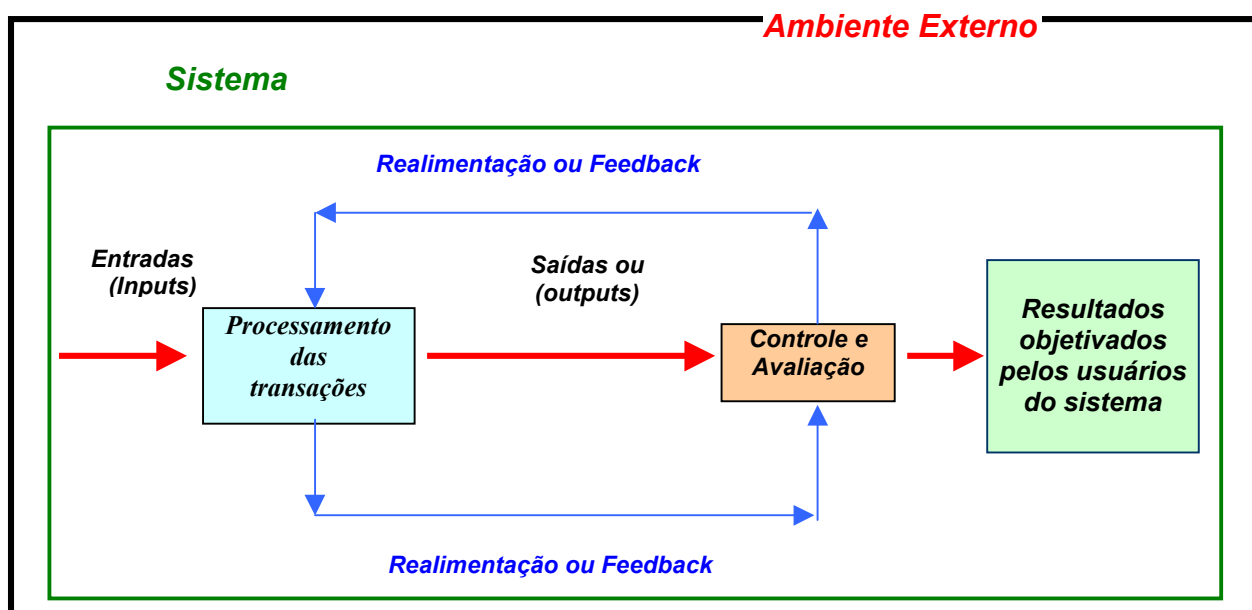 Ambiente Externo
Sistema
Realimentação ou Feedback
Entradas
(Inputs)
Saídas ou
(outputs)
Processamento
das
transações
Controle e
Avaliação
Resultados
objetivados
pelos usuários
do sistema
Realimentação ou Feedback